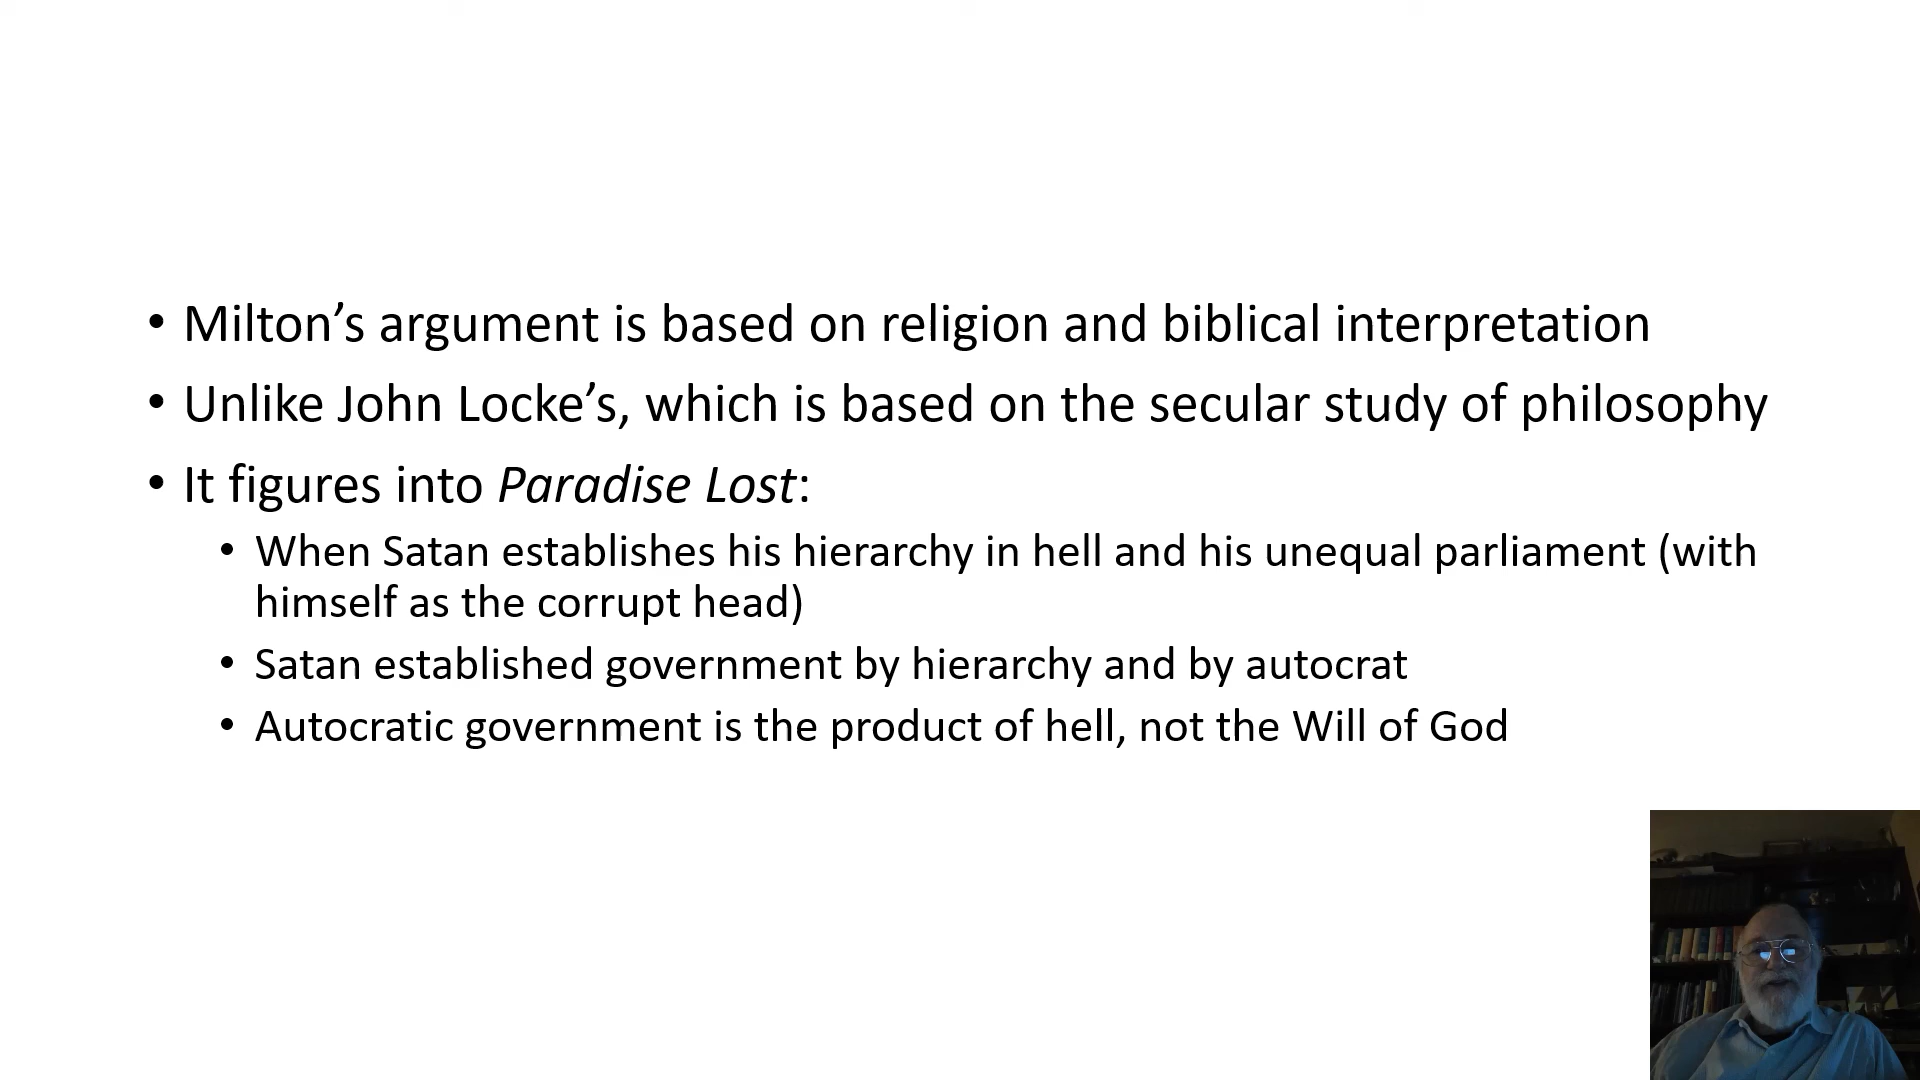 • Milton’s argument is based on religion and biblical interpretation
• Unlike John Locke’s, which is based on the secular study of philosophy
• It figures into Paradise Lost:
• When Satan establishes his hierarchy in hell and his unequal parliament (with
himself as the corrupt head)
• Satan established government by hierarchy and by autocrat
• Autocratic government is the product of hell, not the Will of God